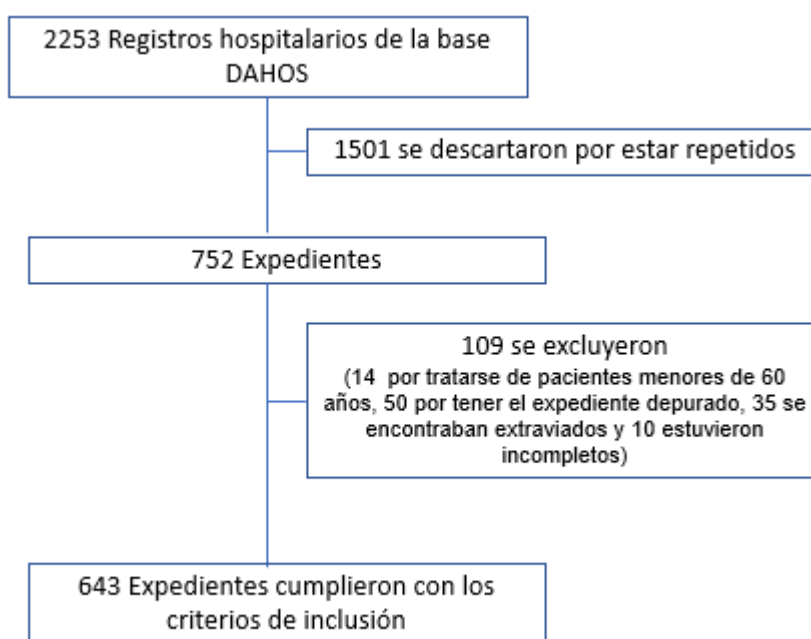 2253 Registros hospitalarios de la base
DAHOS
1501 se descartaron por estar repetidos
752 Expedientes
109 se excluyeron
(14 por tratarse de pacientes menores de 60
años, 50 por tener el expediente depurado, 35 se
encontraban extraviados y 10 estuvieron
incompletos)
643 Expedientes cumplieron con los
criterios de inclusión